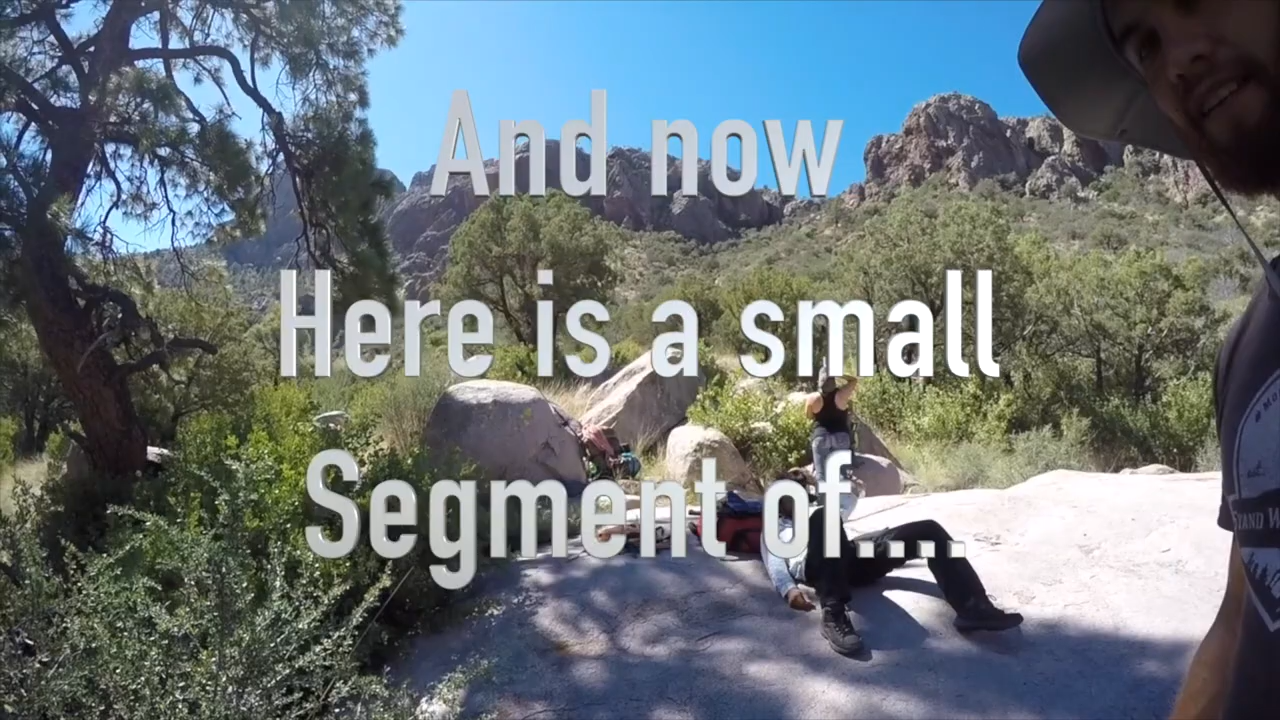 And now
Here is a small
Segment of....